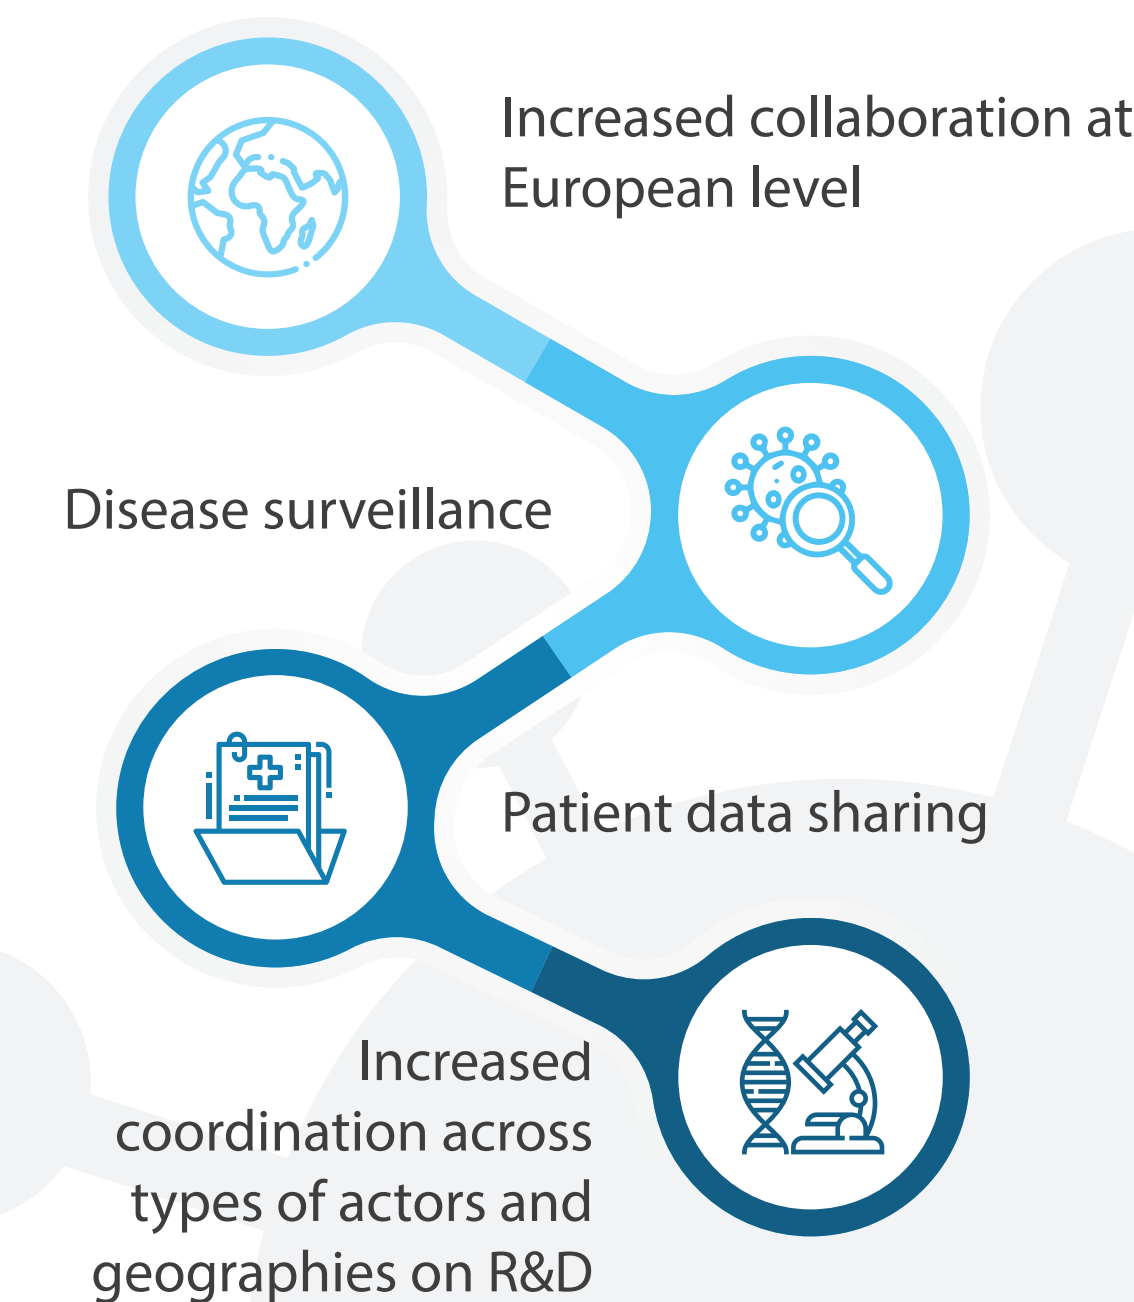 Increased collaboration at
European level
Disease surveillance
Patient data sharing
Increased
coordination across
types of actors and
geographies on R&D